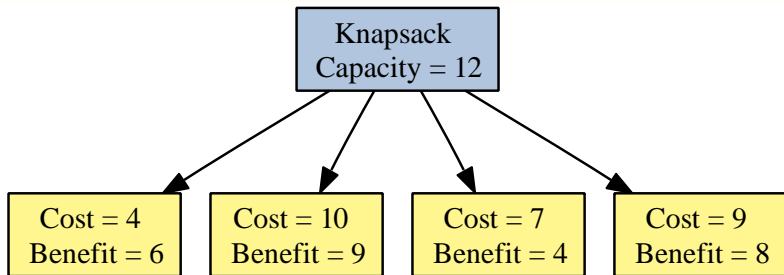 Knapsack
Capacity = 12
Cost = 4
Benefit = 6
Cost = 10
Benefit = 9
Cost = 7
Benefit = 4
Cost = 9
Benefit = 8